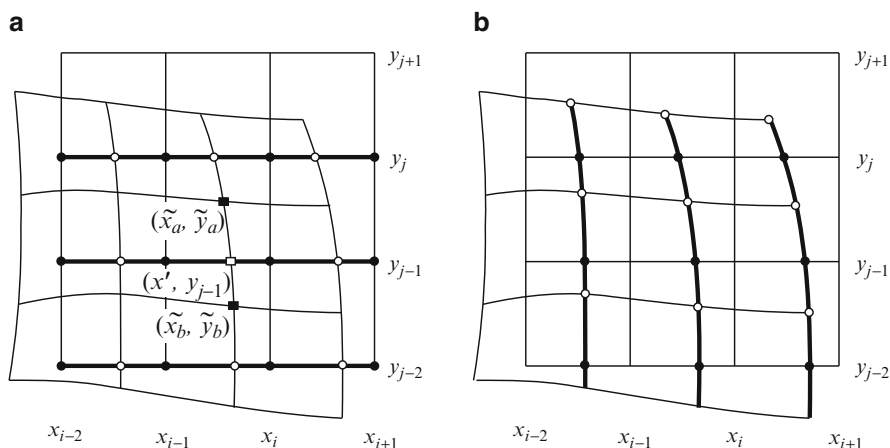 a
y_{j+1}
y_j
(x̃_a, ỹ_a)
y_{j-1}
(x′, y_{j-1})
(x̃_b, ỹ_b)
y_{j-2}
x_{i-2} x_{i-1} x_i x_{i+1}
b
y_{j+1}
y_j
y_{j-1}
y_{j-2}
x_{i-2} x_{i-1} x_i x_{i+1}